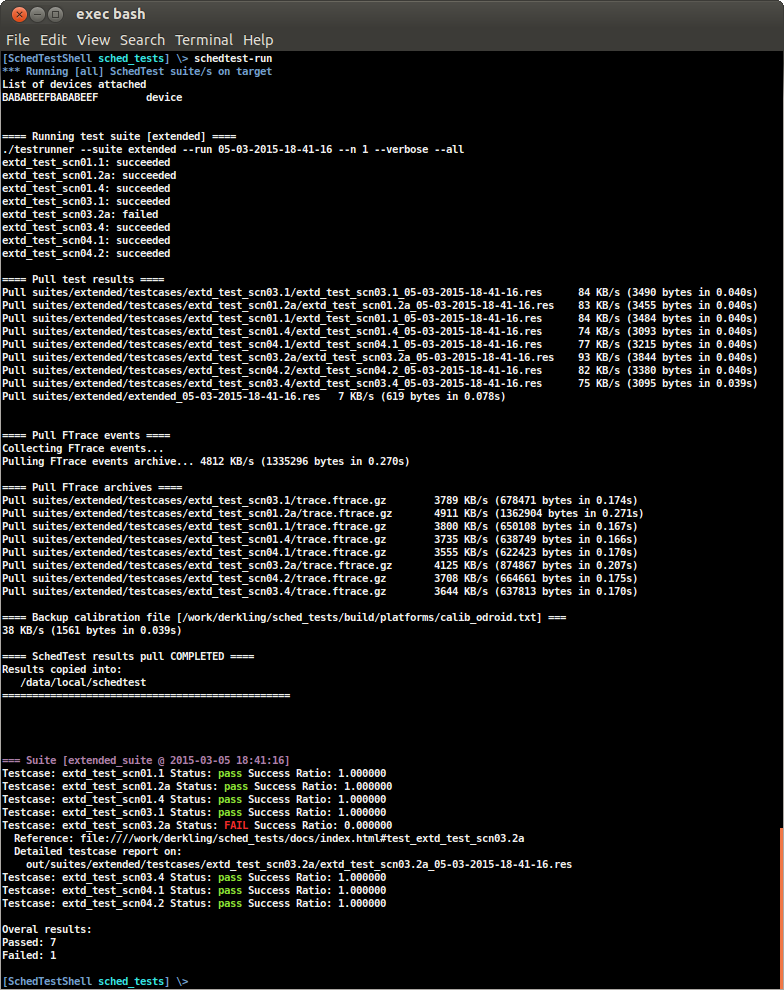 exec bash
File Edit View Search Terminal Help
[SchedTestShell sched_tests] \> schedtest-run
*** Running [all] SchedTest suite/s on target
List of devices attached
BABABEEFBABABEEF        device
==== Running test suite [extended] ====
./testrunner --suite extended --run 05-03-2015-18-41-16 --n 1 --verbose --all
extd_test_scn01.1: succeeded
extd_test_scn01.2a: succeeded
extd_test_scn01.4: succeeded
extd_test_scn03.1: succeeded
extd_test_scn03.2a: failed
extd_test_scn03.4: succeeded
extd_test_scn04.1: succeeded
extd_test_scn04.2: succeeded
==== Pull test results ====
Pull suites/extended/testcases/extd_test_scn03.1/extd_test_scn03.1_05-03-2015-18-41-16.res      84 KB/s (3490 bytes in 0.040s)
Pull suites/extended/testcases/extd_test_scn01.2a/extd_test_scn01.2a_05-03-2015-18-41-16.res    83 KB/s (3455 bytes in 0.040s)
Pull suites/extended/testcases/extd_test_scn01.1/extd_test_scn01.1_05-03-2015-18-41-16.res      84 KB/s (3484 bytes in 0.040s)
Pull suites/extended/testcases/extd_test_scn01.4/extd_test_scn01.4_05-03-2015-18-41-16.res      74 KB/s (3093 bytes in 0.040s)
Pull suites/extended/testcases/extd_test_scn04.1/extd_test_scn04.1_05-03-2015-18-41-16.res      77 KB/s (3215 bytes in 0.040s)
Pull suites/extended/testcases/extd_test_scn03.2a/extd_test_scn03.2a_05-03-2015-18-41-16.res    93 KB/s (3844 bytes in 0.040s)
Pull suites/extended/testcases/extd_test_scn04.2/extd_test_scn04.2_05-03-2015-18-41-16.res      82 KB/s (3380 bytes in 0.040s)
Pull suites/extended/testcases/extd_test_scn03.4/extd_test_scn03.4_05-03-2015-18-41-16.res      75 KB/s (3095 bytes in 0.039s)
Pull suites/extended/extended_05-03-2015-18-41-16.res   7 KB/s (619 bytes in 0.078s)
==== Pull FTrace events ====
Collecting FTrace events...
Pulling FTrace events archive... 4812 KB/s (1335296 bytes in 0.270s)
==== Pull FTrace archives ====
Pull suites/extended/testcases/extd_test_scn03.1/trace.ftrace.gz        3789 KB/s (678471 bytes in 0.174s)
Pull suites/extended/testcases/extd_test_scn01.2a/trace.ftrace.gz       4911 KB/s (1362904 bytes in 0.271s)
Pull suites/extended/testcases/extd_test_scn01.1/trace.ftrace.gz        3800 KB/s (650108 bytes in 0.167s)
Pull suites/extended/testcases/extd_test_scn01.4/trace.ftrace.gz        3735 KB/s (638749 bytes in 0.166s)
Pull suites/extended/testcases/extd_test_scn04.1/trace.ftrace.gz        3555 KB/s (622423 bytes in 0.170s)
Pull suites/extended/testcases/extd_test_scn03.2a/trace.ftrace.gz       4125 KB/s (874867 bytes in 0.207s)
Pull suites/extended/testcases/extd_test_scn04.2/trace.ftrace.gz        3708 KB/s (664661 bytes in 0.175s)
Pull suites/extended/testcases/extd_test_scn03.4/trace.ftrace.gz        3644 KB/s (637813 bytes in 0.170s)
==== Backup calibration file [/work/derkling/sched_tests/build/platforms/calib_odroid.txt] ===
38 KB/s (1561 bytes in 0.039s)
==== SchedTest results pull COMPLETED ====
Results copied into:
   /data/local/schedtest
================================================
=== Suite [extended_suite @ 2015-03-05 18:41:16]
Testcase: extd_test_scn01.1 Status: pass Success Ratio: 1.000000
Testcase: extd_test_scn01.2a Status: pass Success Ratio: 1.000000
Testcase: extd_test_scn01.4 Status: pass Success Ratio: 1.000000
Testcase: extd_test_scn03.1 Status: pass Success Ratio: 1.000000
Testcase: extd_test_scn03.2a Status: FAIL Success Ratio: 0.000000
  Reference: file:////work/derkling/sched_tests/docs/index.html#test_extd_test_scn03.2a
  Detailed testcase report on:
    out/suites/extended/testcases/extd_test_scn03.2a/extd_test_scn03.2a_05-03-2015-18-41-16.res
Testcase: extd_test_scn03.4 Status: pass Success Ratio: 1.000000
Testcase: extd_test_scn04.1 Status: pass Success Ratio: 1.000000
Testcase: extd_test_scn04.2 Status: pass Success Ratio: 1.000000
Overal results:
Passed: 7
Failed: 1
[SchedTestShell sched_tests] \>